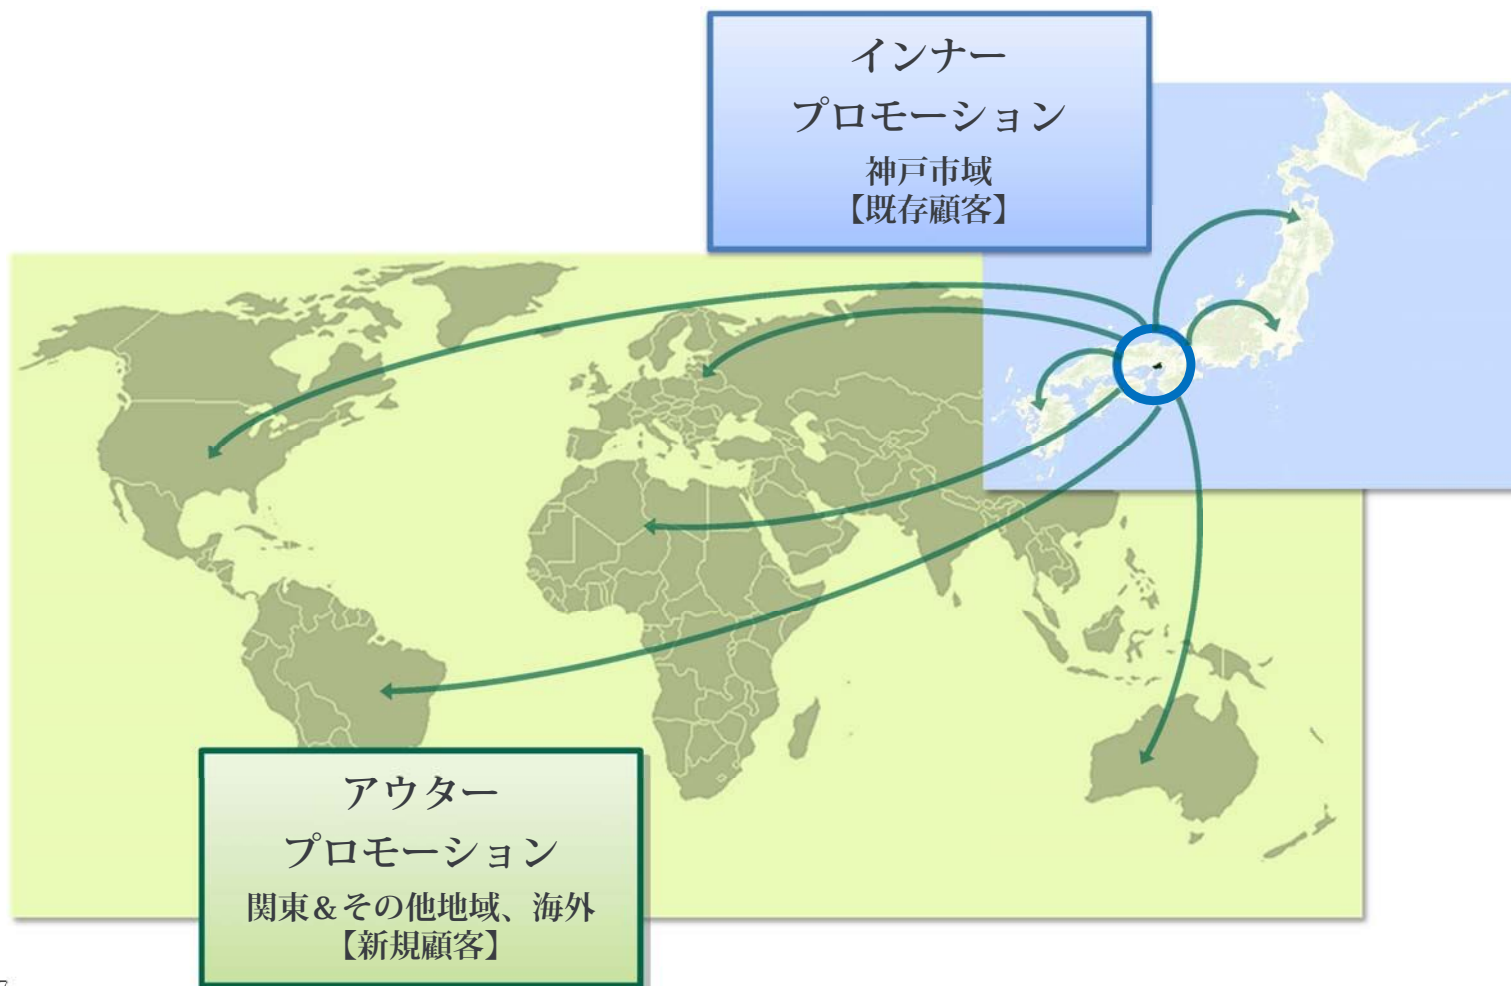 インナー
プロモーション
神戸市域
【既存顧客】
アウター
プロモーション
関東＆その他地域、海外
【新規顧客】